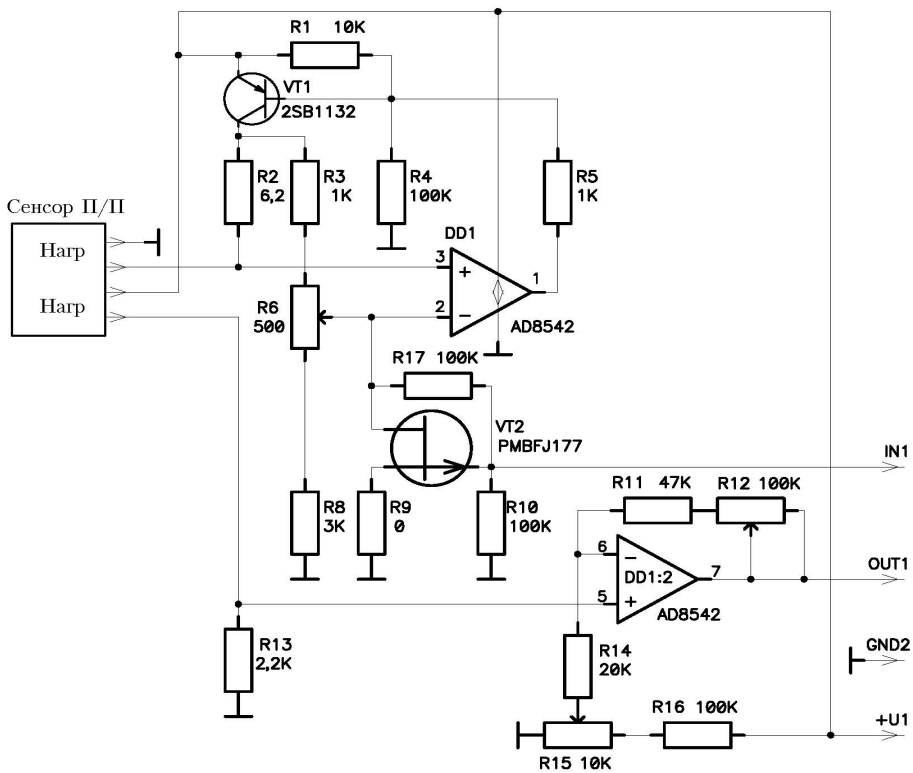 R1 10K
VT1
2SB1132
R2
6,2
R3
1K
R4
100K
R5
1K
Сенсор П/П
Нагр
Нагр
DD1
3
+
1
2
−
AD8542
R6
500
R17 100K
VT2
PMBFJ177
IN1
R8
3K
R9
0
R10
100K
R11 47K
R12 100K
6
−
DD1:2
7
5
+
AD8542
OUT1
R13
2,2K
R14
20K
GND2
R16 100K
+U1
R15 10K